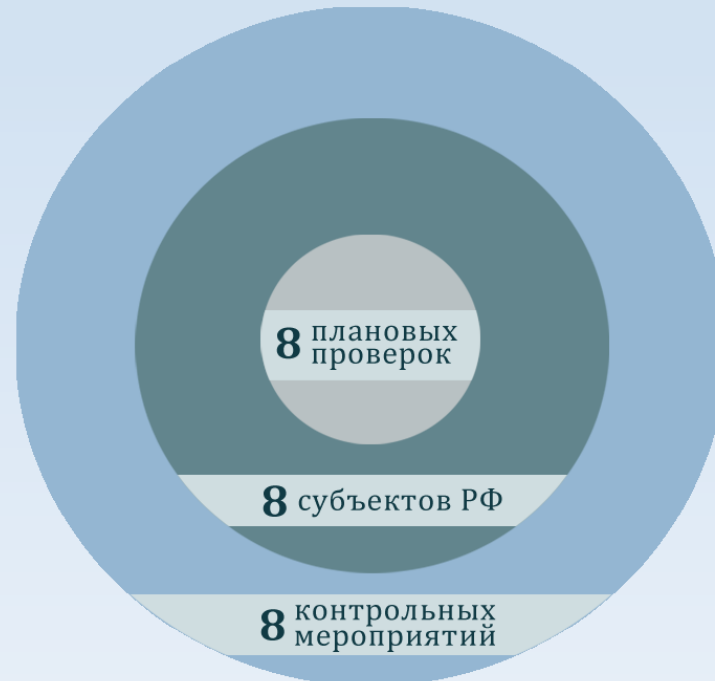 8 плановых
проверок
8 субъектов РФ
8 контрольных
мероприятий